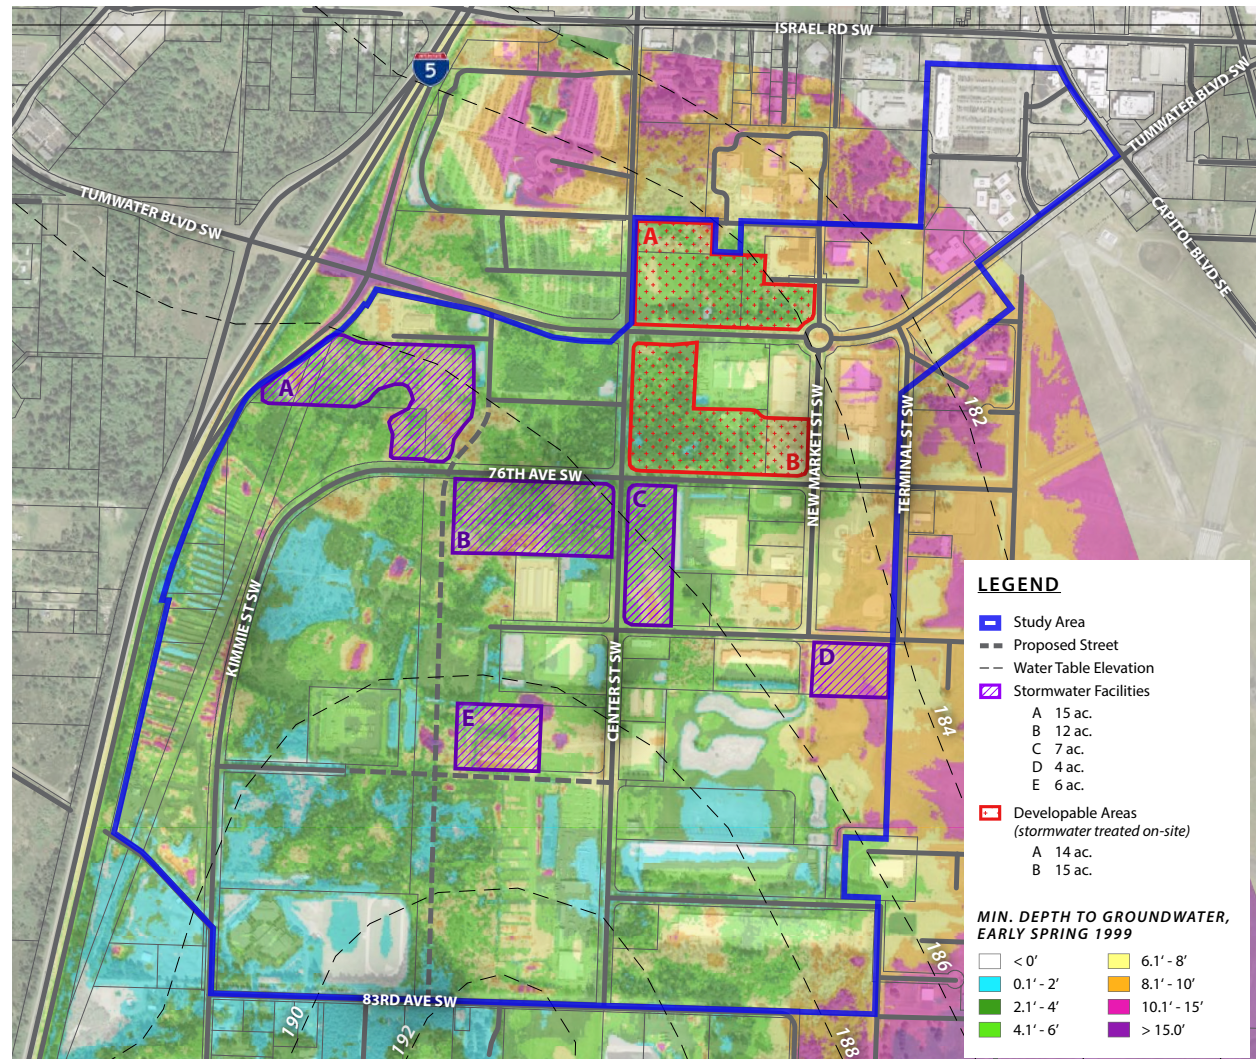 ISRAEL RD SW
INTERSTATE
5
TUMWATER BLVD SW
TUMWATER BLVD SW
CAPITOL BLVD SE
A
A
B
182
NEW MARKET ST SW
TERMINAL ST SW
76TH AVE SW
B
C
KIMMIE ST SW
CENTER ST SW
D
E
184
186
83RD AVE SW
190
192
188
LEGEND
Study Area
Proposed Street
Water Table Elevation
Stormwater Facilities
A 15 ac.
B 12 ac.
C 7 ac.
D 4 ac.
E 6 ac.
Developable Areas
(stormwater treated on-site)
A 14 ac.
B 15 ac.
MIN. DEPTH TO GROUNDWATER,
EARLY SPRING 1999
< 0'
0.1' - 2'
2.1' - 4'
4.1' - 6'
6.1' - 8'
8.1' - 10'
10.1' - 15'
> 15.0'